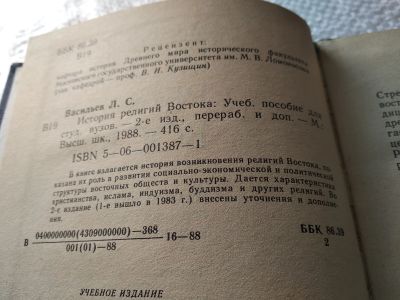 ББК 86.39
В19
Рецензент:
кафедра истории Древнего мира исторического факультета
Московского государственного университета им. М. В. Ломоносова
(зав. кафедрой — проф. В. И. Кузищин)
Васильев Л. С.
В19 История религий Востока: Учеб. пособие для
студ. вузов.—2-е изд., перераб. и доп. — М.:
Высш. шк., 1988. — 416 с.
ISBN 5—06—001387—1
В книге излагается история возникновения религий Востока, по-
казана их роль в развитии социально-экономической и политической
структуры восточных обществ и культуры. Дается характеристика
христианства, ислама, индуизма, буддизма и других религий. Во
2-е издание (1-е вышло в 1983 г.) внесены уточнения и допол-
нения.
В 0400000000(4309000000)—368 16—88
001(01)—88
ББК 86.39
2
УЧЕБНОЕ ИЗДАНИЕ
Стре